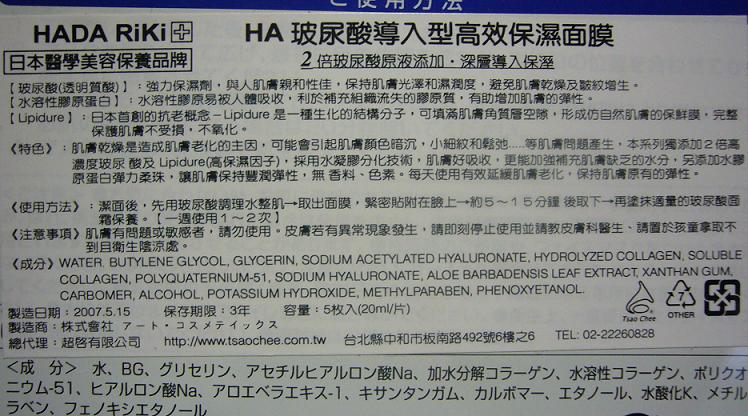 ご使用方法
HADA RiKi
HA 玻尿酸導入型高效保濕面膜
日本醫學美容保養品牌
2倍玻尿酸原液添加・深層導入保溼
【玻尿酸(透明質酸)】:強力保濕劑,與人肌膚親和性佳,保持肌膚光澤和濕潤度,避免肌膚乾燥及皺紋增生。
【水溶性膠原蛋白】:水溶性膠原易被人體吸收,利於補充組織流失的膠原質,有助增加肌膚的彈性。
【Lipidure】:日本首創的抗老概念-Lipidure 是一種生化的結構分子,可填滿肌膚角質層空隙,形成仿自然肌膚的保鮮膜,完整
保護肌膚不受損,不氧化。
《特色》:肌膚乾燥是造成肌膚老化的主因,可能會引起肌膚顏色暗沉,小細紋和鬆弛.....等肌膚問題產生,本系列獨添加2倍高
濃度玻尿酸及 Lipidure(高保濕因子),採用水凝膠分化技術,肌膚好吸收,更能加強補充肌膚缺乏的水分,另添加水膠
原蛋白彈力柔珠,讓肌膚保持豐潤彈性,無 香料、色素。每天使用有效延緩肌膚老化,保持肌膚原有的彈性。
《使用方法》:潔面後,先用玻尿酸調理水整肌→取出面膜,緊密貼附在臉上→約5~15分鐘 後取下→再塗抹適量的玻尿酸面
霜保養。【一週使用1~2次】
《注意事項》肌膚有問題或敏感者,請勿使用。皮膚若有異常現象發生,請即刻停止使用並請教皮膚科醫生、請置於孩童拿取不
到且衛生陰涼處。
《成分》WATER, BUTYLENE GLYCOL, GLYCERIN, SODIUM ACETYLATED HYALURONATE, HYDROLYZED COLLAGEN, SOLUBLE
COLLAGEN, POLYQUATERNIUM-51, SODIUM HYALURONATE, ALOE BARBADENSIS LEAF EXTRACT, XANTHAN GUM,
CARBOMER, ALCOHOL, POTASSIUM HYDROXIDE, METHYLPARABEN, PHENOXYETANOL.
製造日期:2007.5.15 保存期限:3年 容量:5枚入(20ml/片)
製造商:株式會社 アート・コスメテイックス
總代理:超啓有限公司 http://www.tsaochee.com.tw 台北縣中和市板南路492號6樓之6 TEL: 02-22260828
Tsao Chee
7
OTHER
<成 分> 水、BG、グリセリン、アセチルヒアルロン酸Na、加水分解コラーゲン、水溶性コラーゲン、ポリクオ
ニウム-51、ヒアルロン酸Na、アロエベラエキス-1、キサンタンガム、カルボマー、エタノール、水酸化K、メチル
ラベン、フェノキシエタノール